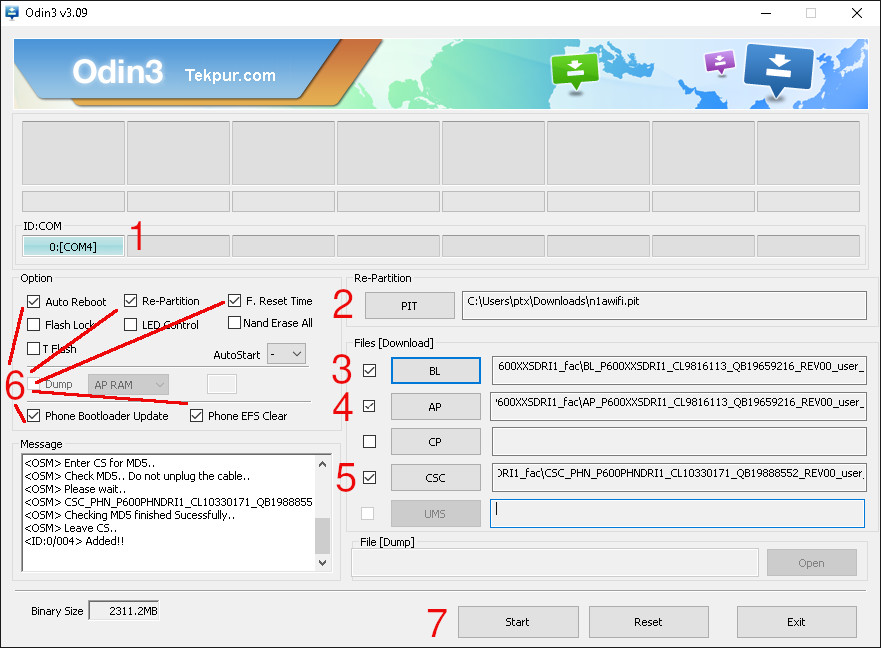 Odin3 v3.09
Odin3 Tekpur.com
ID:COM
0:[COM4] 1
Option
Auto Reboot Re-Partition F. Reset Time
Flash Lock LED Control Nand Erase All
T Flash
AutoStart -
6 Dump AP RAM
Phone Bootloader Update Phone EFS Clear
Message
<OSM> Enter CS for MD5..
<OSM> Check MD5.. Do not unplug the cable..
<OSM> Please wait..
<OSM> CSC_PHN_P600PHNDRI1_CL10330171_QB1988855
<OSM> Checking MD5 finished Sucessfully..
<OSM> Leave CS..
<ID:0/004> Added!!
Re-Partition
2 PIT C:\Users\ptx\Downloads\n1awifi.pit
Files [Download]
3 BL 600XXSDRI1_fac\BL_P600XXSDRI1_CL9816113_QB19659216_REV00_user_
4 AP '600XXSDRI1_fac\AP_P600XXSDRI1_CL9816113_QB19659216_REV00_user_
CP
5 CSC DRI1_fac\CSC_PHN_P600PHNDRI1_CL10330171_QB19888552_REV00_user_
UMS
File [Dump]
Open
Binary Size 2311.2MB
7 Start Reset Exit